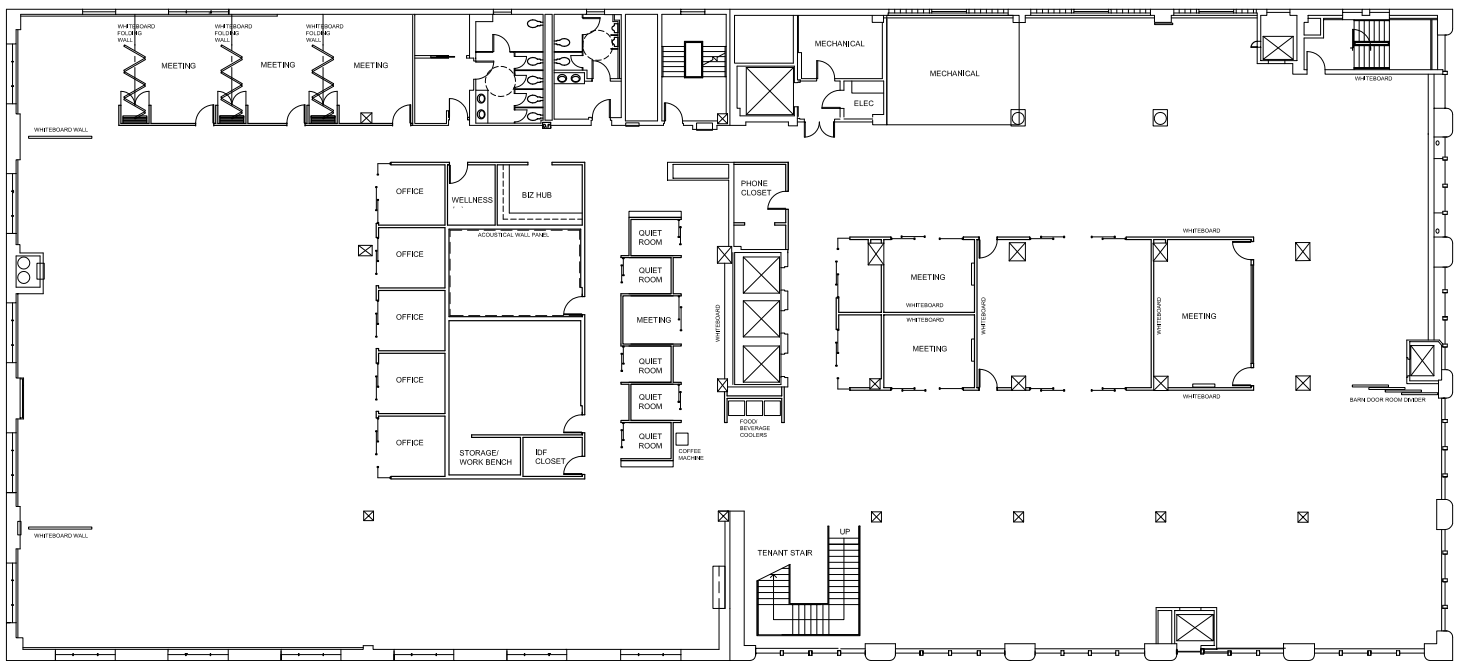 WHITEBOARD
FOLDING
WALL
WHITEBOARD
FOLDING
WALL
WHITEBOARD
FOLDING
WALL
MEETING
MEETING
MEETING
MECHANICAL
MECHANICAL
ELEC
WHITEBOARD
WHITEBOARD WALL
OFFICE
WELLNESS
BIZ HUB
PHONE
CLOSET
ACOUSTICAL WALL PANEL
QUIET
ROOM
WHITEBOARD
OFFICE
QUIET
ROOM
MEETING
WHITEBOARD
OFFICE
MEETING
WHITEBOARD
WHITEBOARD
WHITEBOARD
WHITEBOARD
MEETING
MEETING
OFFICE
QUIET
ROOM
QUIET
ROOM
WHITEBOARD
BARN DOOR ROOM DIVIDER
FOOD/
BEVERAGE
COOLERS
OFFICE
QUIET
ROOM
STORAGE/
WORK BENCH
IDF
CLOSET
COFFEE
MACHINE
WHITEBOARD WALL
UP
TENANT STAIR